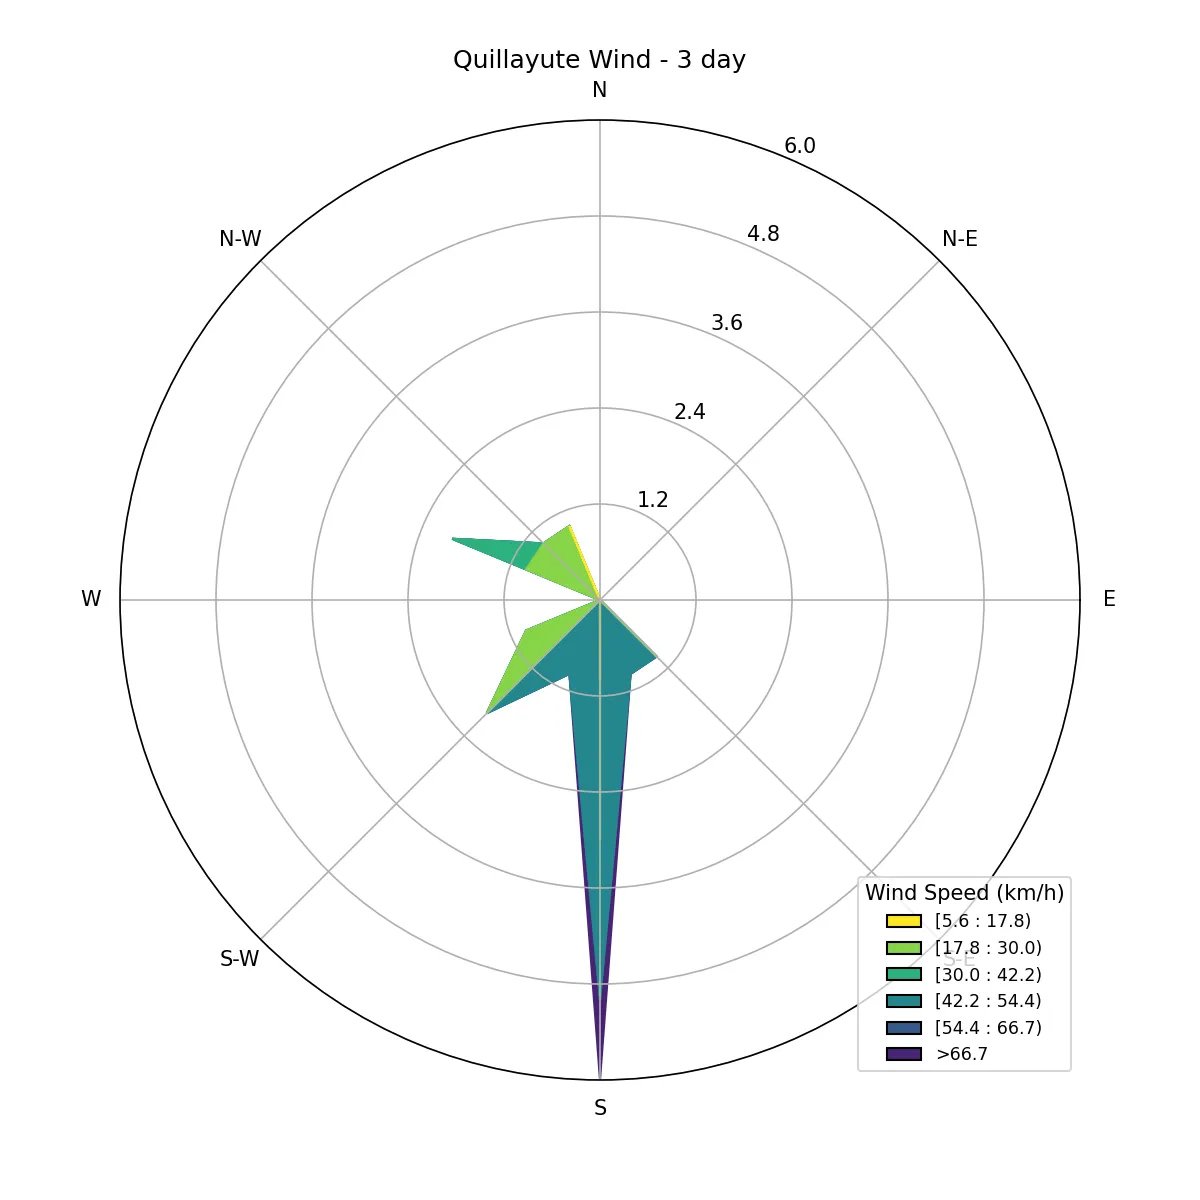 Quillayute Wind - 3 day
N
6.0
N-W
N-E
4.8
3.6
2.4
1.2
W
E
S-W
S-E
Wind Speed (km/h)
[5.6 : 17.8)
[17.8 : 30.0)
[30.0 : 42.2)
[42.2 : 54.4)
[54.4 : 66.7)
>66.7
S